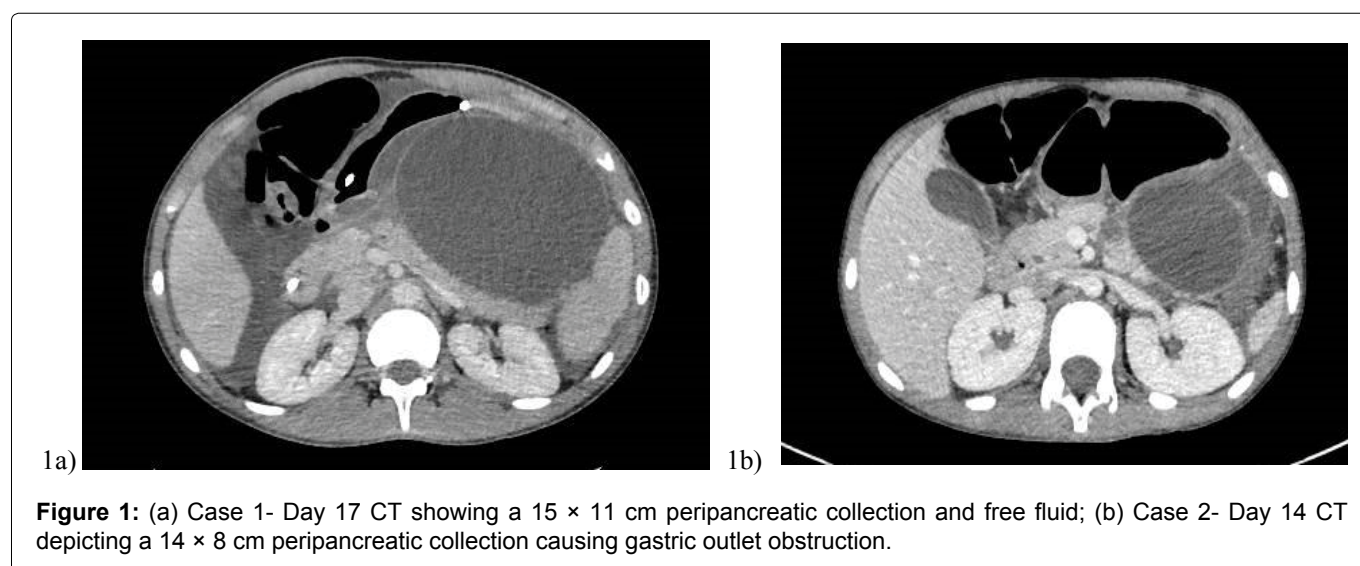 1a)
1b)
Figure 1: (a) Case 1- Day 17 CT showing a 15 × 11 cm peripancreatic collection and free fluid; (b) Case 2- Day 14 CT
depicting a 14 × 8 cm peripancreatic collection causing gastric outlet obstruction.